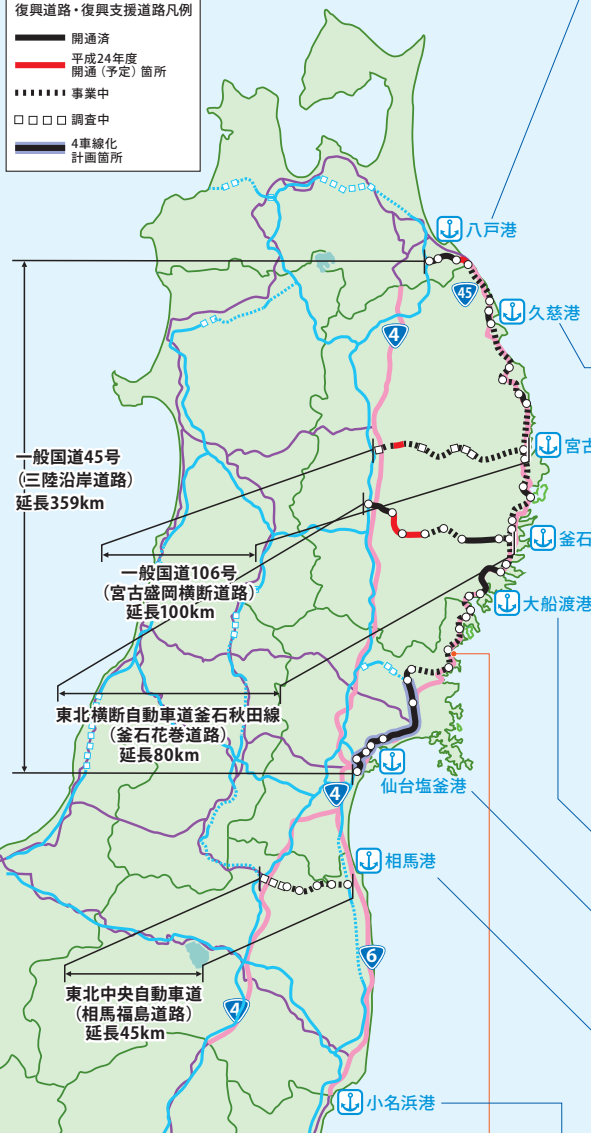 復興道路・復興支援道路凡例
開通済
平成24年度
開通（予定）箇所
事業中
調査中
4車線化
計画箇所
八戸港
45
久慈港
4
宮古
一般国道45号
（三陸沿岸道路）
延長359km
釜石
一般国道106号
（宮古盛岡横断道路）
延長100km
大船渡港
東北横断自動車道釜石秋田線
（釜石花巻道路）
延長80km
仙台塩釜港
4
相馬港
6
東北中央自動車道
（相馬福島道路）
延長45km
4
小名浜港